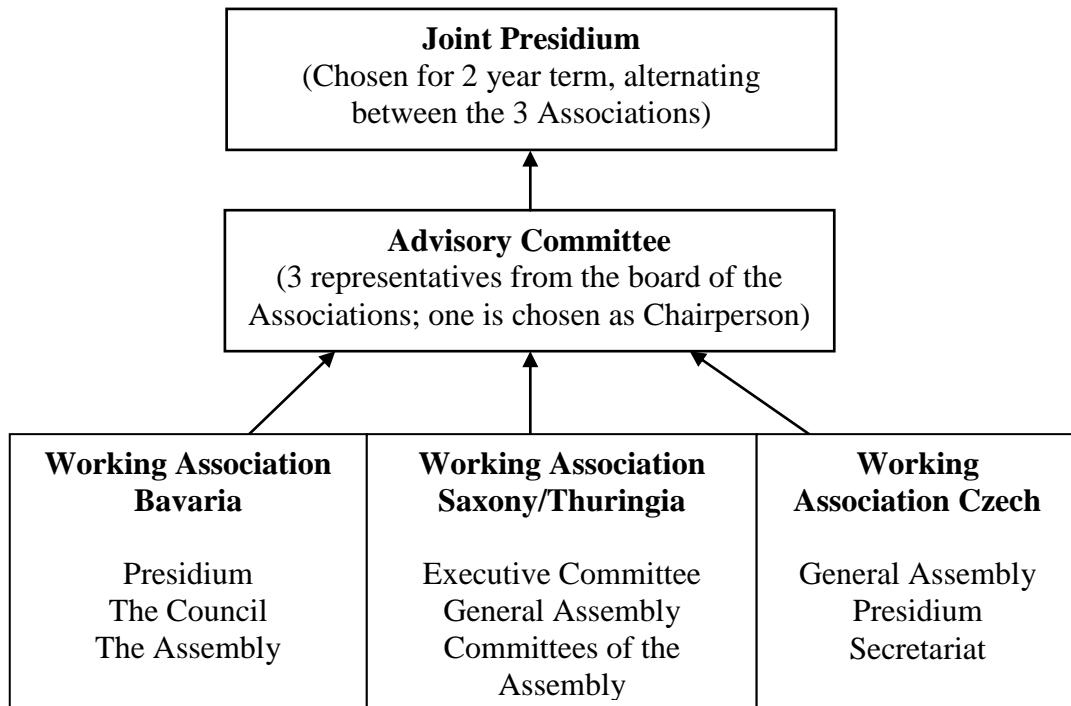 Joint Presidium
(Chosen for 2 year term, alternating
between the 3 Associations)
Advisory Committee
(3 representatives from the board of the
Associations; one is chosen as Chairperson)
Working Association
Bavaria
Presidium
The Council
The Assembly
Working Association
Saxony/Thuringia
Executive Committee
General Assembly
Committees of the
Assembly
Working
Association Czech
General Assembly
Presidium
Secretariat